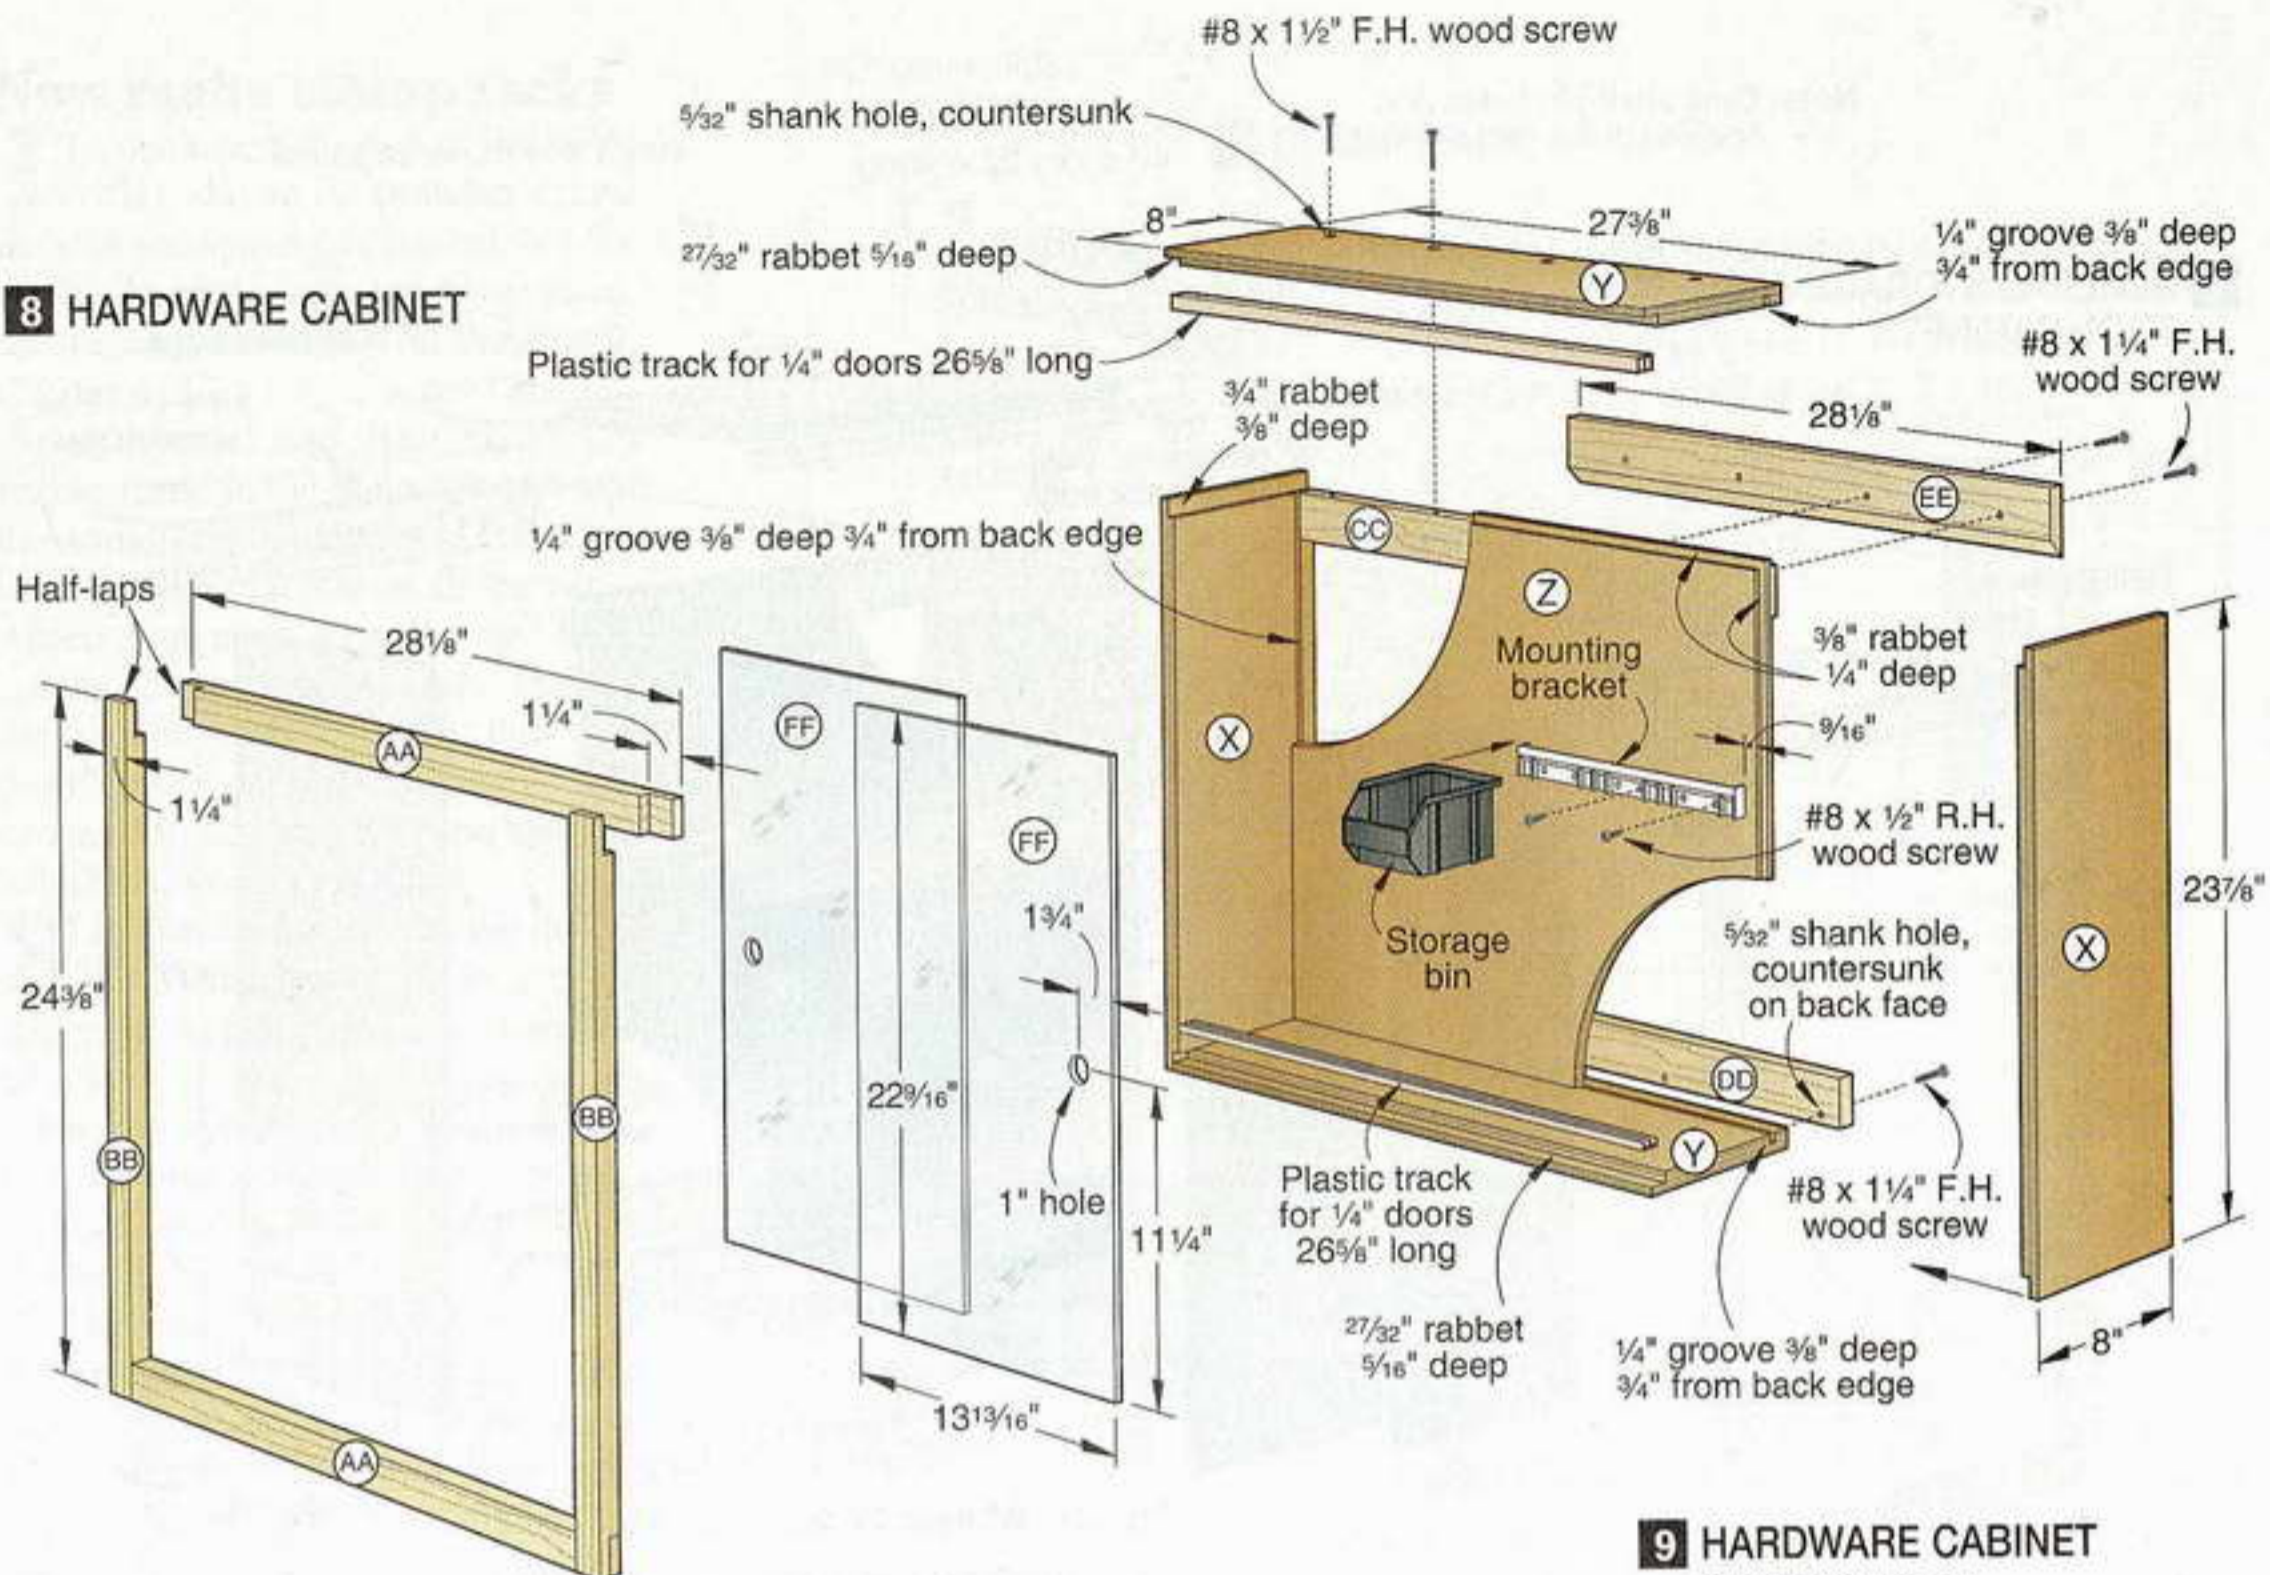 #8 x 1½" F.H. wood screw
5/32" shank hole, countersunk
8"
27⅜"
27/32" rabbet 5/16" deep
¼" groove ⅜" deep
¾" from back edge
Y
8 HARDWARE CABINET
Plastic track for ¼" doors 26⅝" long
#8 x 1¼" F.H.
wood screw
¾" rabbet
⅜" deep
28⅛"
EE
¼" groove ⅜" deep ¾" from back edge
CC
Z
Half-laps
28⅛"
1¼"
AA
1¼"
24⅜"
BB
BB
AA
FF
FF
1¾"
22 9/16"
1" hole
11¼"
13 13/16"
X
Mounting
bracket
⅜" rabbet
¼" deep
9/16"
#8 x ½" R.H.
wood screw
Storage
bin
5/32" shank hole,
countersunk
on back face
DD
Y
X
23⅞"
8"
Plastic track
for ¼" doors
26⅝" long
#8 x 1¼" F.H.
wood screw
27/32" rabbet
5/16" deep
¼" groove ⅜" deep
¾" from back edge
9 HARDWARE CABINET